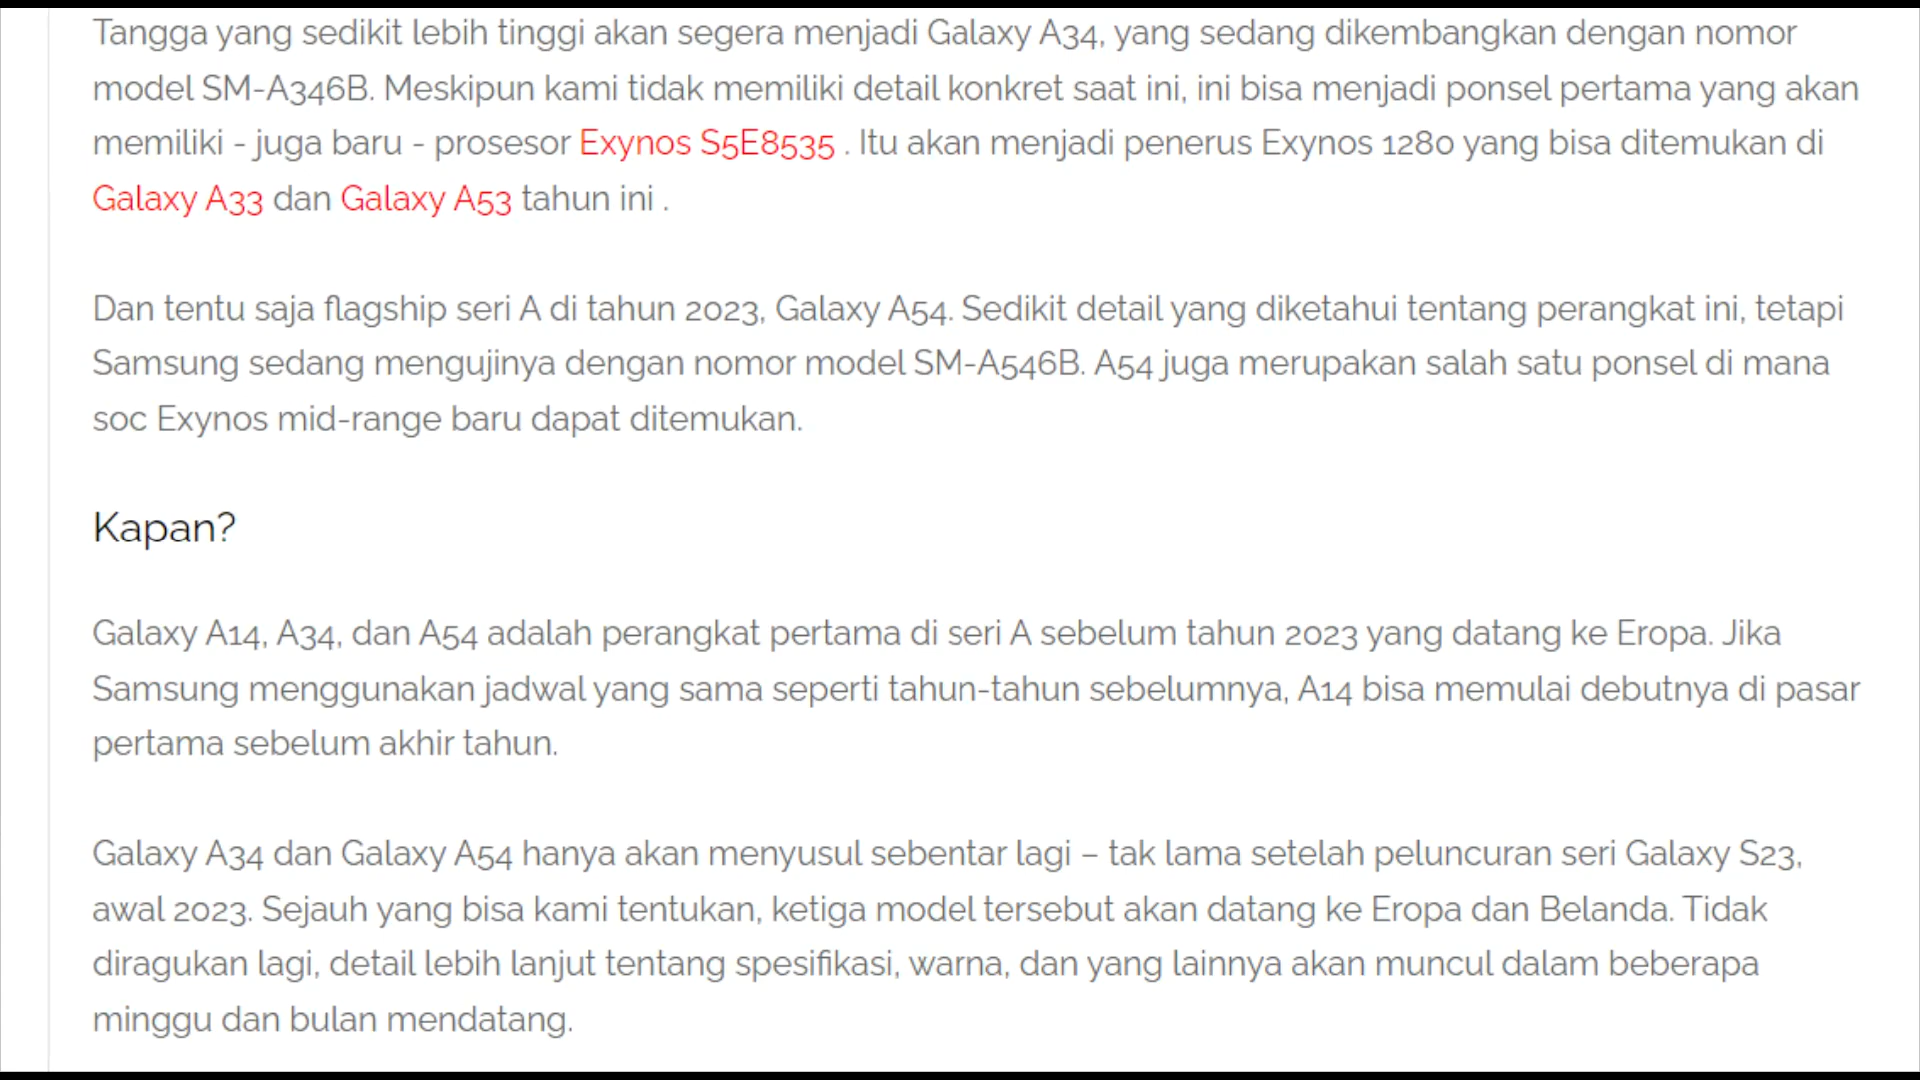 Tangga yang sedikit lebih tinggi akan segera menjadi Galaxy A34, yang sedang dikembangkan dengan nomor
model SM-A346B. Meskipun kami tidak memiliki detail konkret saat ini, ini bisa menjadi ponsel pertama yang akan
memiliki - juga baru - prosesor Exynos S5E8535 . Itu akan menjadi penerus Exynos 1280 yang bisa ditemukan di
Galaxy A33 dan Galaxy A53 tahun ini .
Dan tentu saja flagship seri A di tahun 2023, Galaxy A54. Sedikit detail yang diketahui tentang perangkat ini, tetapi
Samsung sedang mengujinya dengan nomor model SM-A546B. A54 juga merupakan salah satu ponsel di mana
soc Exynos mid-range baru dapat ditemukan.
Kapan?
Galaxy A14, A34, dan A54 adalah perangkat pertama di seri A sebelum tahun 2023 yang datang ke Eropa. Jika
Samsung menggunakan jadwal yang sama seperti tahun-tahun sebelumnya, A14 bisa memulai debutnya di pasar
pertama sebelum akhir tahun.
Galaxy A34 dan Galaxy A54 hanya akan menyusul sebentar lagi – tak lama setelah peluncuran seri Galaxy S23,
awal 2023. Sejauh yang bisa kami tentukan, ketiga model tersebut akan datang ke Eropa dan Belanda. Tidak
diragukan lagi, detail lebih lanjut tentang spesifikasi, warna, dan yang lainnya akan muncul dalam beberapa
minggu dan bulan mendatang.